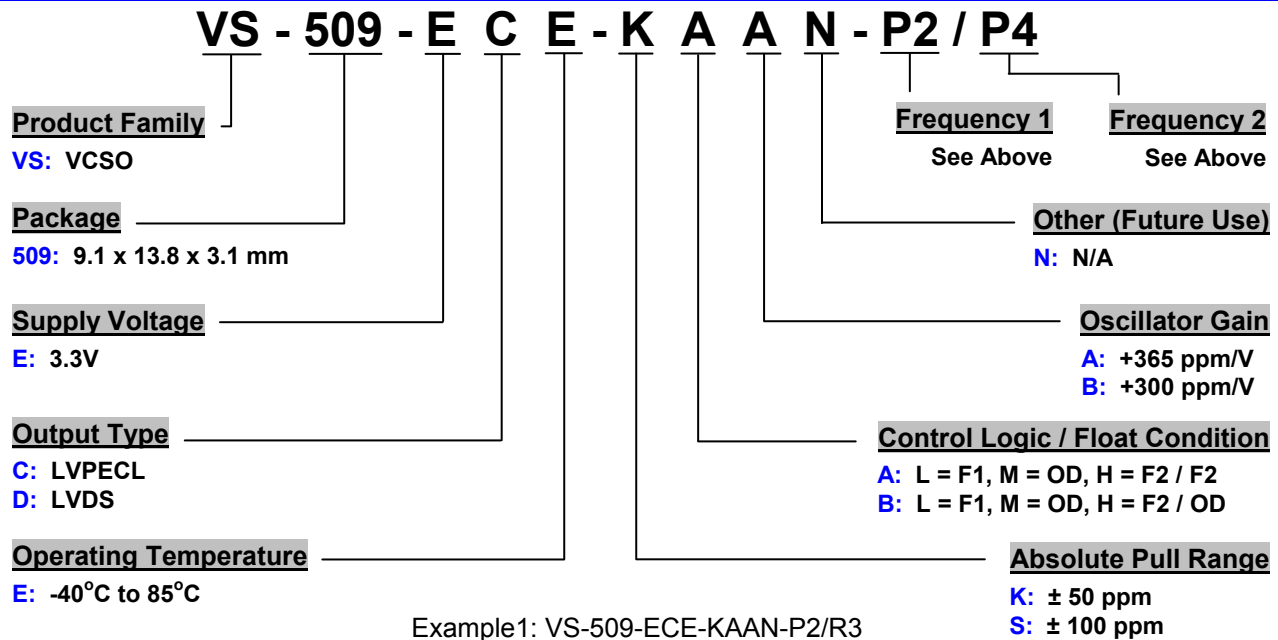 VS - 509 - E C E - K A A N - P2 / P4
Product Family
VS: VCSO
Package
509: 9.1 x 13.8 x 3.1 mm
Supply Voltage
E: 3.3V
Output Type
C: LVPECL
D: LVDS
Operating Temperature
E: -40°C to 85°C
Frequency 1
See Above
Frequency 2
See Above
Other (Future Use)
N: N/A
Oscillator Gain
A: +365 ppm/V
B: +300 ppm/V
Control Logic / Float Condition
A: L = F1, M = OD, H = F2 / F2
B: L = F1, M = OD, H = F2 / OD
Absolute Pull Range
K: ± 50 ppm
S: ± 100 ppm
Example1: VS-509-ECE-KAAN-P2/R3